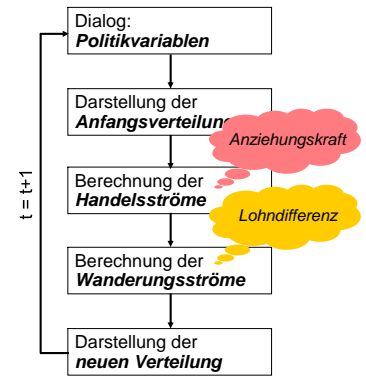 Dialog:
Politikvariablen
Darstellung der
Anfangsverteilung
Anziehungskraft
Berechnung der
Handelsströme
Lohndifferenz
Berechnung der
Wanderungsströme
Darstellung der
neuen Verteilung
t = t+1